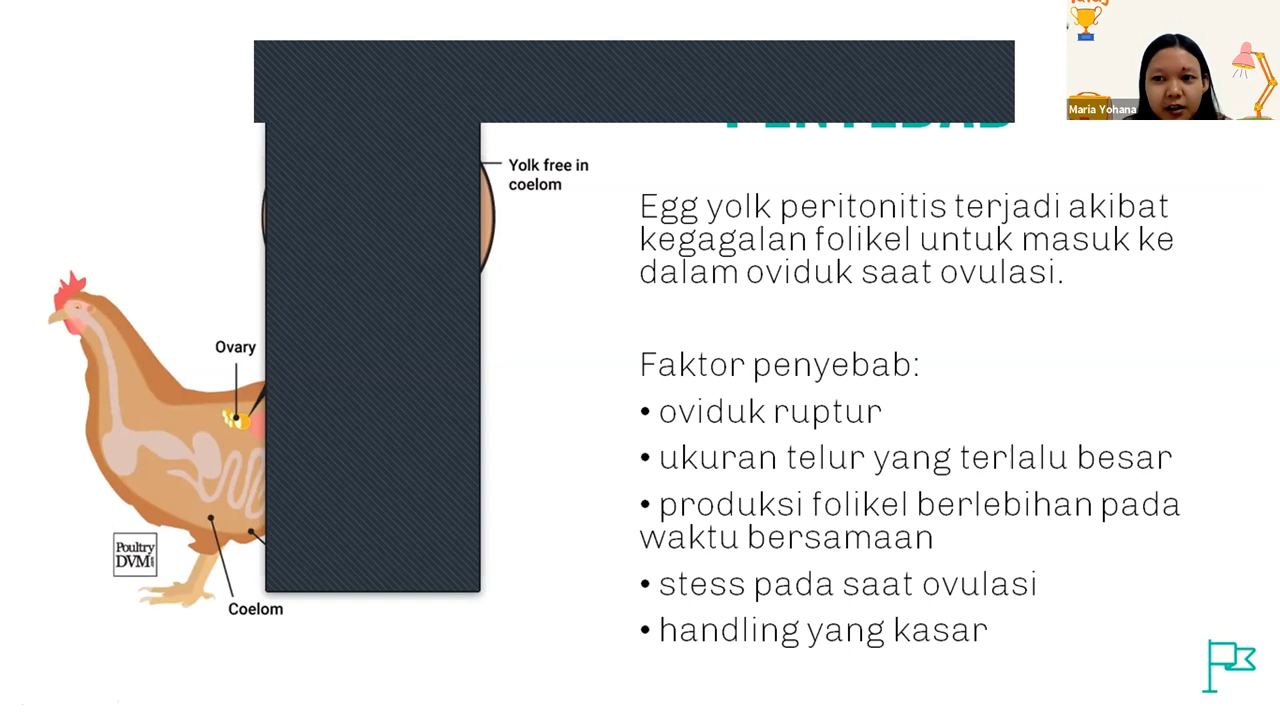 Maria Yohana
Yolk free in
coelom
Egg yolk peritonitis terjadi akibat
kegagalan folikel untuk masuk ke
dalam oviduk saat ovulasi.
Ovary
Faktor penyebab:
• oviduk ruptur
• ukuran telur yang terlalu besar
• produksi folikel berlebihan pada
waktu bersamaan
• stess pada saat ovulasi
• handling yang kasar
Poultry
DVM
Coelom